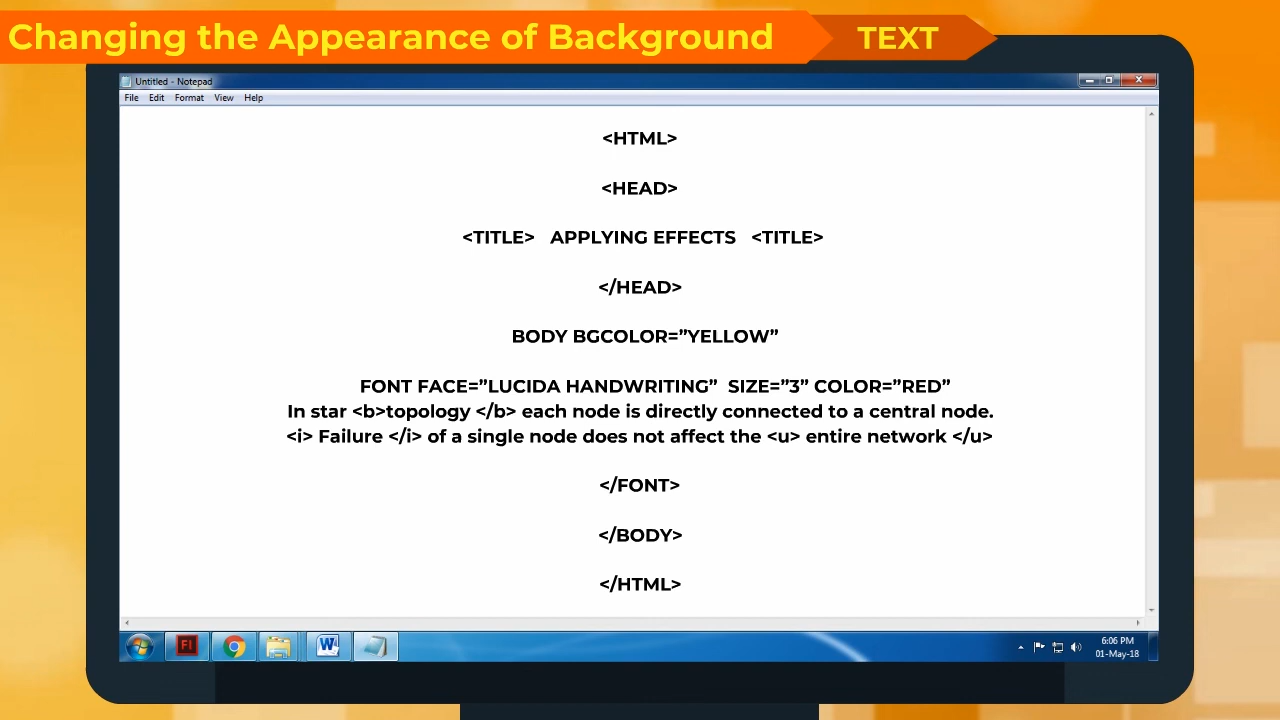 Changing the Appearance of Background TEXT
Untitled - Notepad
File Edit Format View Help
<HTML>
<HEAD>
<TITLE> APPLYING EFFECTS <TITLE>
</HEAD>
BODY BGCOLOR=”YELLOW”
FONT FACE=”LUCIDA HANDWRITING” SIZE=”3” COLOR=”RED”
In star <b>topology </b> each node is directly connected to a central node.
<i> Failure </i> of a single node does not affect the <u> entire network </u>
</FONT>
</BODY>
</HTML>
Fl
W
6:06 PM
01-May-18